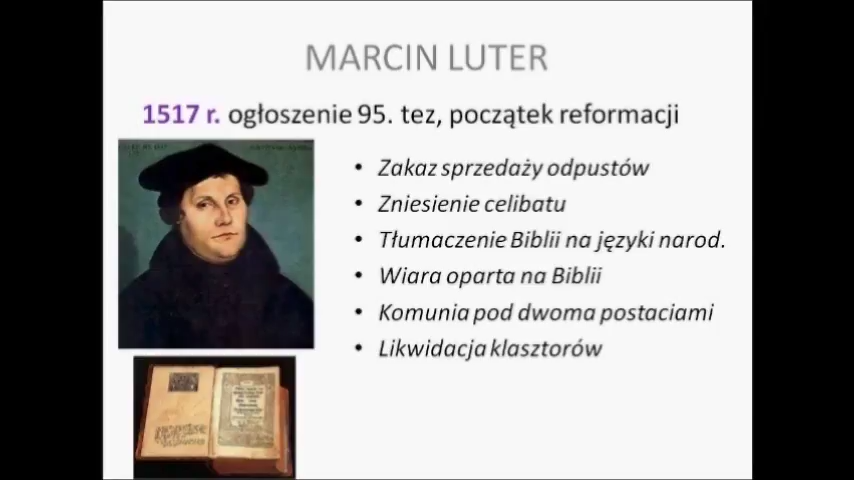 MARCIN LUTER
1517 r. ogłoszenie 95. tez, początek reformacji
• Zakaz sprzedaży odpustów
• Zniesienie celibatu
• Tłumaczenie Biblii na języki narod.
• Wiara oparta na Biblii
• Komunia pod dwoma postaciami
• Likwidacja klasztorów